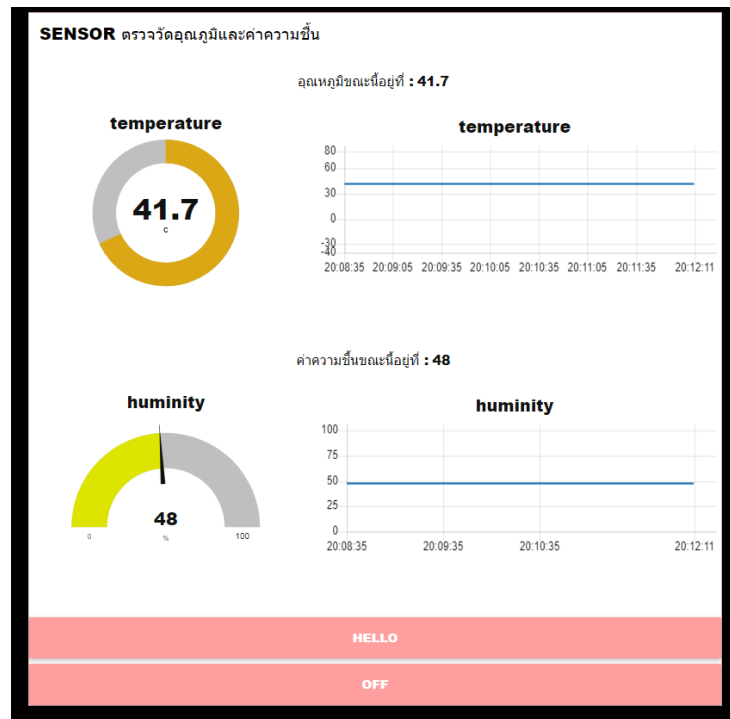 SENSOR ตรวจวัดอุณภูมิและค่าความชื้น
อุณหภูมิขณะนี้อยู่ที่ : 41.7
temperature
41.7
c
temperature
80
60
30
0
-30
-40
20:08:35 20:09:05 20:09:35 20:10:05 20:10:35 20:11:05 20:11:35 20:12:11
ค่าความชื้นขณะนี้อยู่ที่ : 48
huminity
48
0 % 100
huminity
100
75
50
25
0
20:08:35 20:09:35 20:10:35 20:12:11
HELLO
OFF